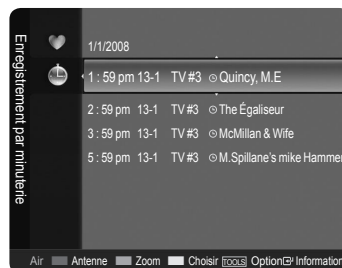 Enregistrement par minuterie
1/1/2008
1 : 59 pm 13-1 TV #3 Quincy, M.E
2 : 59 pm 13-1 TV #3 The Égaliseur
3 : 59 pm 13-1 TV #3 McMillan & Wife
5 : 59 pm 13-1 TV #3 M.Spillane's mike Hammer
Air Antenne Zoom Choisir TOOLS Option Information